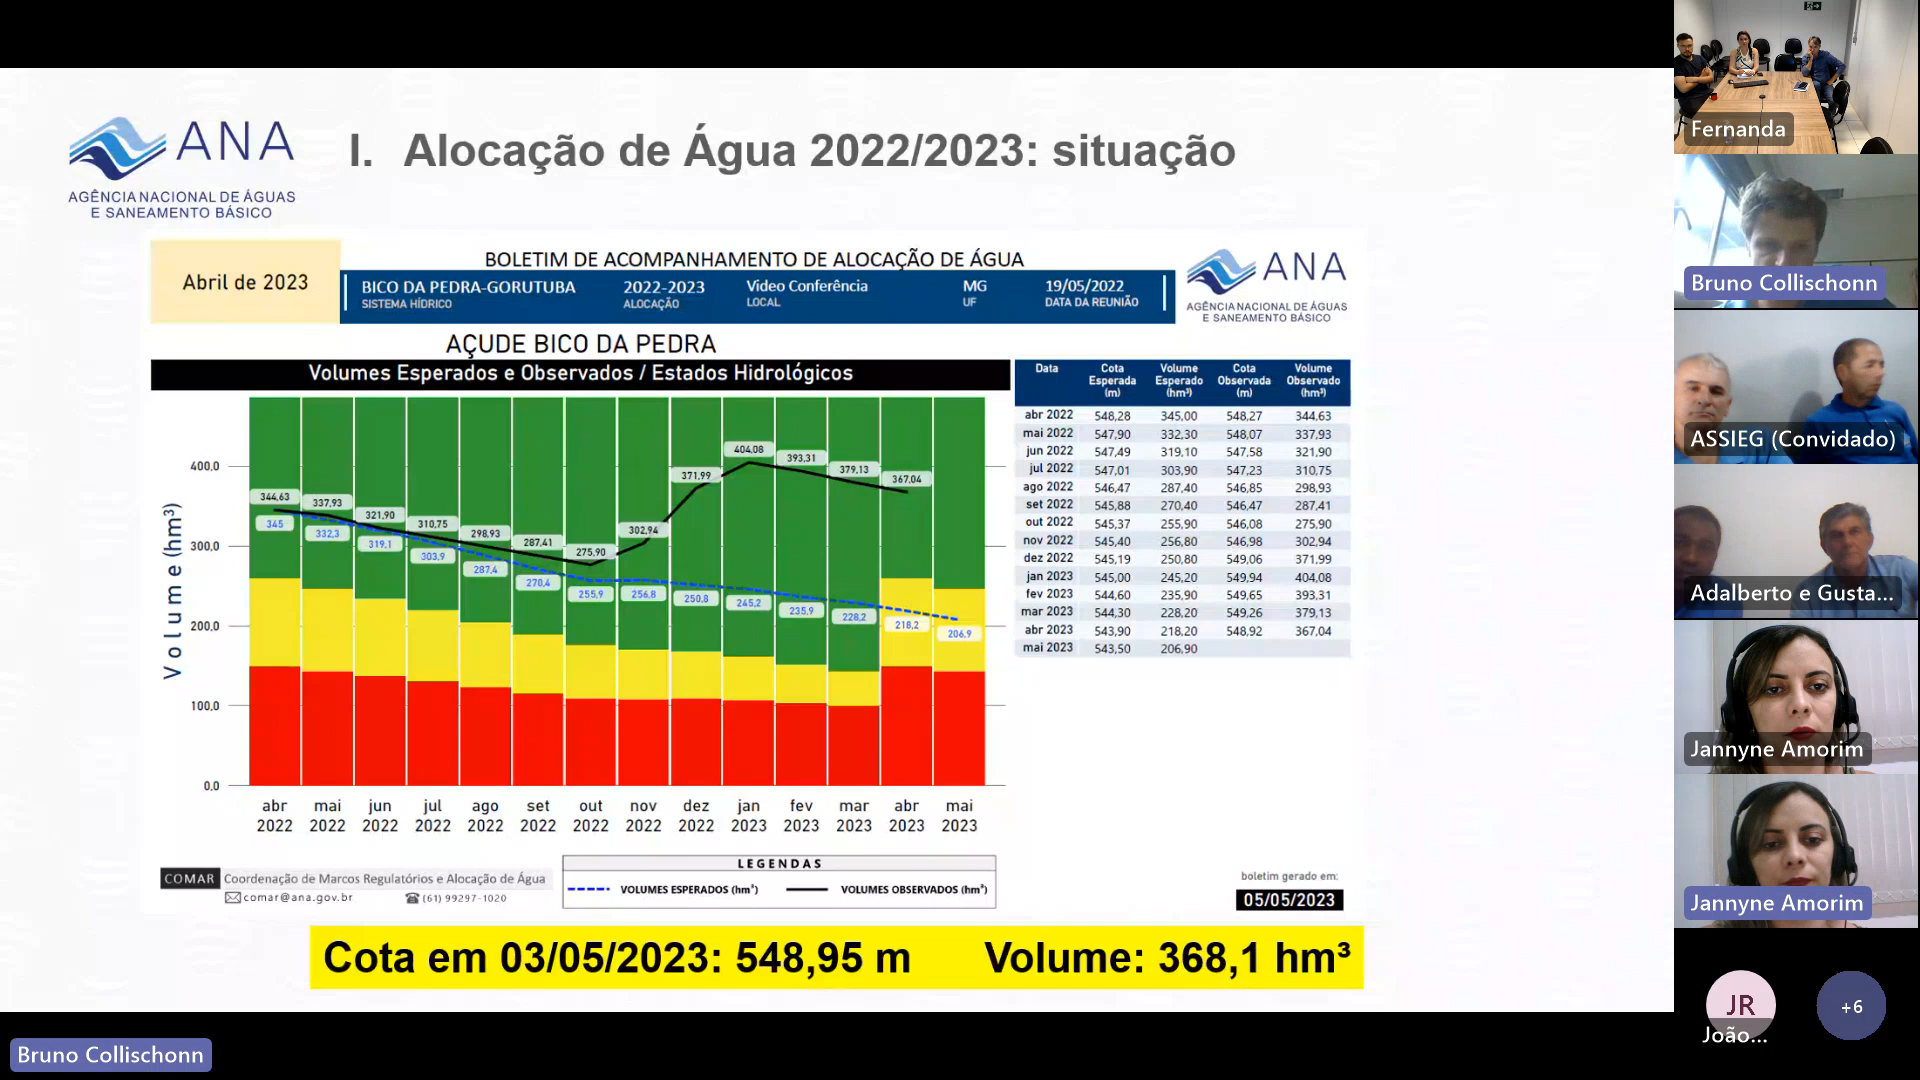 ANA
AGÊNCIA NACIONAL DE ÁGUAS
E SANEAMENTO BÁSICO
I. Alocação de Água 2022/2023: situação
Abril de 2023
BOLETIM DE ACOMPANHAMENTO DE ALOCAÇÃO DE ÁGUA
BICO DA PEDRA-GORUTUBA 2022-2023 Video Conferência MG 19/05/2022
SISTEMA HÍDRICO ALOCAÇÃO LOCAL UF DATA DA REUNIÃO
ANA
AGÊNCIA NACIONAL DE ÁGUAS
E SANEAMENTO BÁSICO
AÇUDE BICO DA PEDRA
Volumes Esperados e Observados / Estados Hidrológicos
Volume (hm³)
400,0
300,0
200,0
100,0
0,0
344,63 337,93 321,90 310,75 298,93 287,41 275,90 302,94 371,99 404,08 393,31 379,13 367,04
345 332,3 319,1 303,9 287,4 270,4 255,9 256,8 250,8 245,2 235,9 228,2 218,2 206,9
abr mai jun jul ago set out nov dez jan fev mar abr mai
2022 2022 2022 2022 2022 2022 2022 2022 2022 2023 2023 2023 2023 2023
Data Cota Esperada (m) Volume Esperado (hm³) Cota Observada (m) Volume Observado (hm³)
abr 2022 548,28 345,00 548,27 344,63
mai 2022 547,90 332,30 548,07 337,93
jun 2022 547,49 319,10 547,58 321,90
jul 2022 547,01 303,90 547,23 310,75
ago 2022 546,47 287,40 546,85 298,93
set 2022 545,88 270,40 546,47 287,41
out 2022 545,37 255,90 546,08 275,90
nov 2022 545,40 256,80 546,98 302,94
dez 2022 545,19 250,80 549,06 371,99
jan 2023 545,00 245,20 549,94 404,08
fev 2023 544,60 235,90 549,65 393,31
mar 2023 544,30 228,20 549,26 379,13
abr 2023 543,90 218,20 548,92 367,04
mai 2023 543,50 206,90
COMAR Coordenação de Marcos Regulatórios e Alocação de Água
comar@ana.gov.br (61) 99297-1020
LEGENDAS
VOLUMES ESPERADOS (hm³) VOLUMES OBSERVADOS (hm³)
boletim gerado em:
05/05/2023
Cota em 03/05/2023: 548,95 m Volume: 368,1 hm³
Bruno Collischonn
Fernanda
Bruno Collischonn
ASSIEG (Convidado)
Adalberto e Gusta...
Jannyne Amorim
Jannyne Amorim
JR
João...
+6